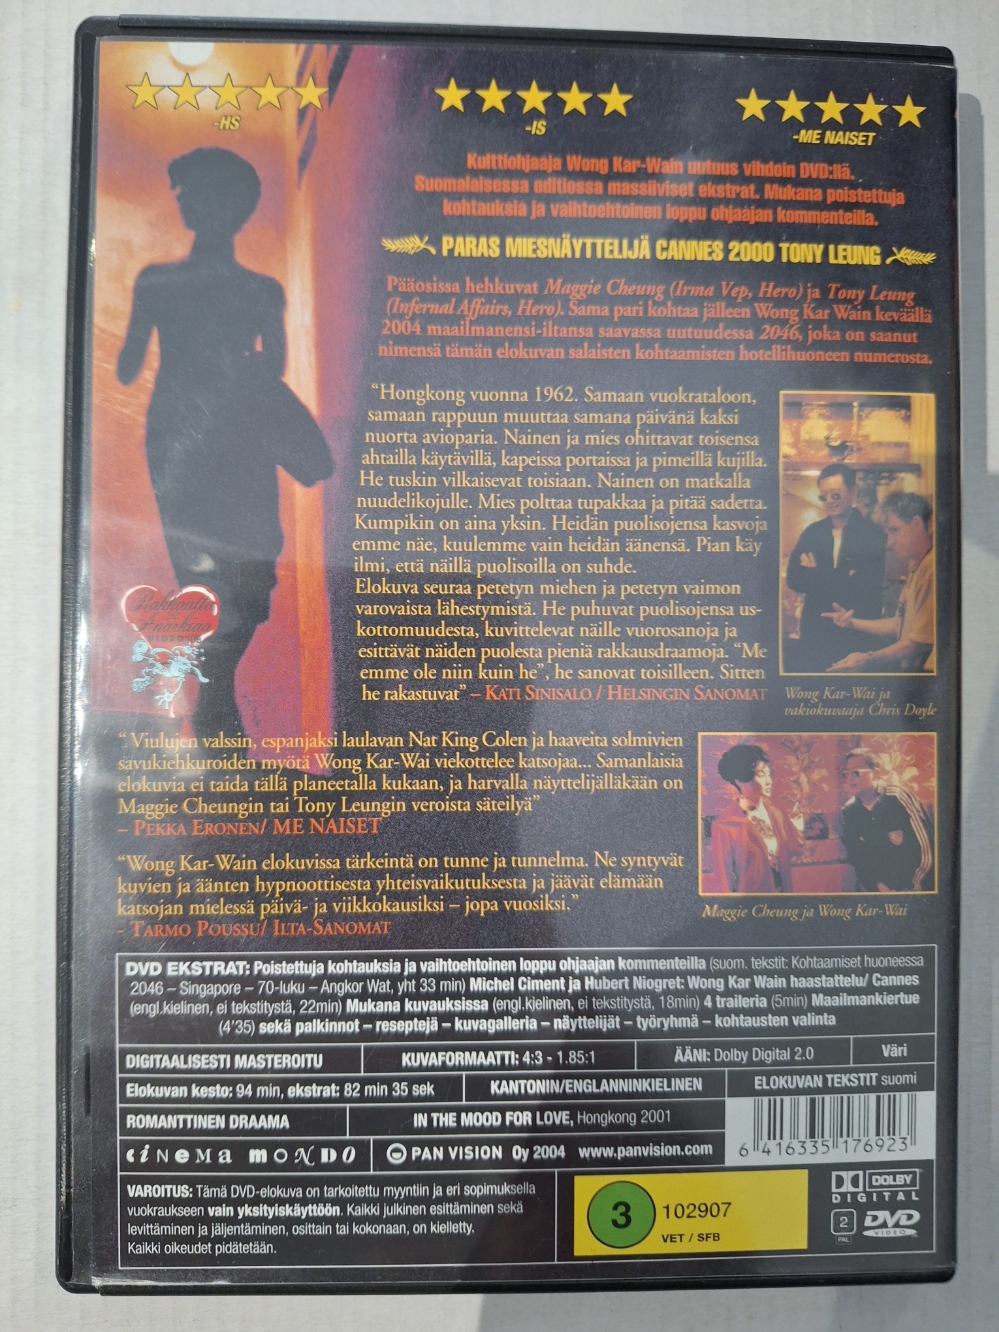 -HS
-IS
-ME NAISET
Kulttiohjaaja Wong Kar-Wain uutuus vihdoin DVD:llä.
Suomalaisessa editiossa massiiviset ekstrat. Mukana poistettuja
kohtauksia ja vaihtoehtoinen loppu ohjaajan kommenteilla.
PARAS MIESNÄYTTELIJÄ CANNES 2000 TONY LEUNG
Pääosissa hehkuvat Maggie Cheung (Irma Vep, Hero) ja Tony Leung
(Infernal Affairs, Hero). Sama pari kohtaa jälleen Wong Kar Wain keväällä
2004 maailmanensi-iltansa saavassa uutuudessa 2046, joka on saanut
nimensä tämän elokuvan salaisten kohtaamisten hotellihuoneen numerosta.
“Hongkong vuonna 1962. Samaan vuokrataloon,
samaan rappuun muuttaa samana päivänä kaksi
nuorta avioparia. Nainen ja mies ohittavat toisensa
ahtailla käytävillä, kapeissa portaissa ja pimeillä kujilla.
He tuskin vilkaisevat toisiaan. Nainen on matkalla
nuudelikojulle. Mies polttaa tupakkaa ja pitää sadetta.
Kumpikin on aina yksin. Heidän puolisojensa kasvoja
emme näe, kuulemme vain heidän äänensä. Pian käy
ilmi, että näillä puolisoilla on suhde.
Elokuva seuraa petetyn miehen ja petetyn vaimon
varovaista lähestymistä. He puhuvat puolisojensa us-
kottomuudesta, kuvittelevat näille vuorosanoja ja
esittävät näiden puolesta pieniä rakkausdraamoja. “Me
emme ole niin kuin he”, he sanovat toisilleen. Sitten
he rakastuvat” – KATI SINISALO / HELSINGIN SANOMAT
Rakkautta
& Anarkiaa
VIDEO
Wong Kar-Wai ja
vakiokuvaaja Chris Doyle
“Viulujen valssin, espanjaksi laulavan Nat King Colen ja haaveita solmivien
savukiehkuroiden myötä Wong Kar-Wai viekottelee katsojaa... Samanlaisia
elokuvia ei taida tällä planeetalla kukaan, ja harvalla näyttelijälläkään on
Maggie Cheungin tai Tony Leungin veroista säteilyä”
– PEKKA ERONEN/ ME NAISET
“Wong Kar-Wain elokuvissa tärkeintä on tunne ja tunnelma. Ne syntyvät
kuvien ja äänten hypnoottisesta yhteisvaikutuksesta ja jäävät elämään
katsojan mielessä päivä- ja viikkokausiksi – jopa vuosiksi.”
- TARMO POUSSU/ ILTA-SANOMAT
Maggie Cheung ja Wong Kar-Wai
DVD EKSTRAT: Poistettuja kohtauksia ja vaihtoehtoinen loppu ohjaajan kommenteilla (suom. tekstit: Kohtaamiset huoneessa
2046 – Singapore – 70-luku – Angkor Wat, yht 33 min) Michel Ciment ja Hubert Niogret: Wong Kar Wain haastattelu/ Cannes
(engl.kielinen, ei tekstitystä, 22min) Mukana kuvauksissa (engl.kjelinen, ei tekstitystä, 18min) 4 traileria (5min) Maailmankiertue
(4’35) sekä palkinnot – reseptejä – kuvagalleria – näyttelijät – työryhmä – kohtausten valinta
DIGITAALISESTI MASTEROITU
KUVAFORMAATTI: 4:3 - 1.85:1
ÄÄNI: Dolby Digital 2.0
Väri
Elokuvan kesto: 94 min, ekstrat: 82 min 35 sek
KANTONIN/ENGLANNINKIELINEN
ELOKUVAN TEKSTIT suomi
ROMANTTINEN DRAAMA
IN THE MOOD FOR LOVE, Hongkong 2001
6 416335 176923
CINEMA MONDO
PAN VISION Oy 2004 www.panvision.com
VAROITUS: Tämä DVD-elokuva on tarkoitettu myyntiin ja eri sopimuksella
vuokraukseen vain yksityiskäyttöön. Kaikki julkinen esittäminen sekä
levittäminen ja jäljentäminen, osittain tai kokonaan, on kielletty.
Kaikki oikeudet pidätetään.
3
102907
VET / SFB
DOLBY
DIGITAL
2
PAL
DVD
VIDEO